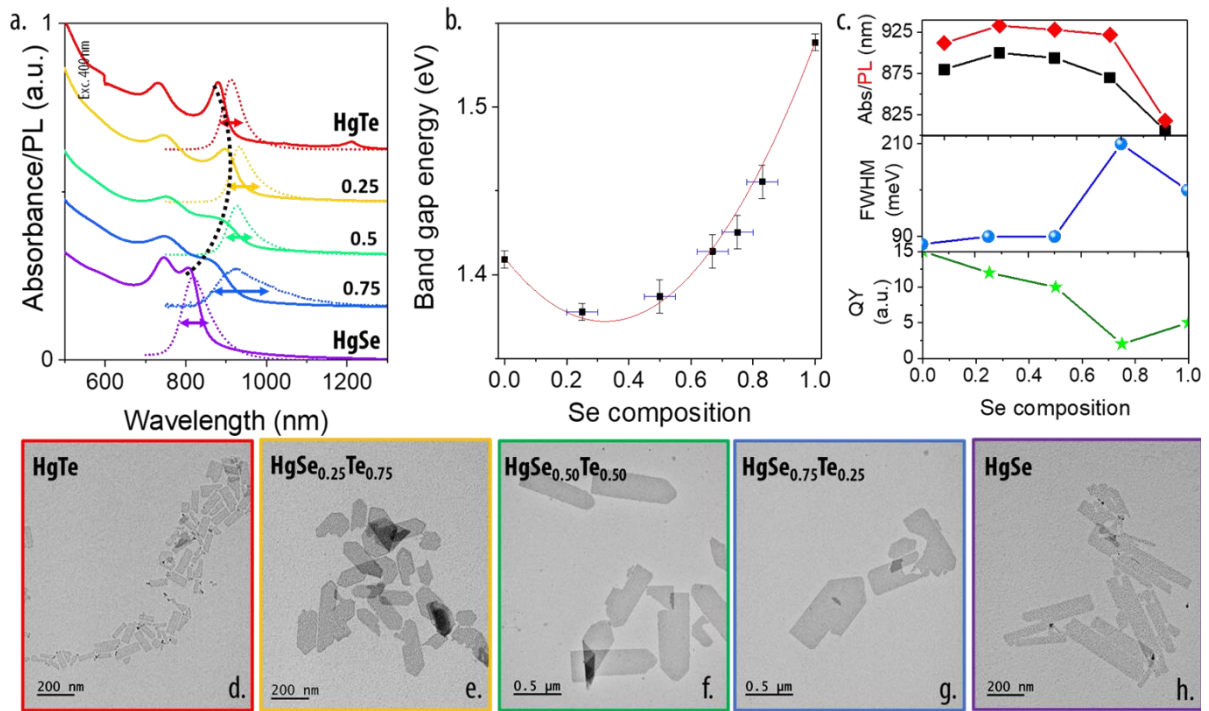 a.
1
Absorbance/PL (a.u.)
0
Exc. 400 nm
HgTe
0.25
0.5
0.75
HgSe
600 800 1000 1200
Wavelength (nm)
b.
Band gap energy (eV)
1.5
1.4
0.0 0.2 0.4 0.6 0.8 1.0
Se composition
c.
Abs/PL (nm)
925
875
825
FWHM (meV)
210
90
15
QY (a.u.)
15
10
5
0
0.0 0.2 0.4 0.6 0.8 1.0
Se composition
HgTe
200 nm
d.
HgSe0.25Te0.75
200 nm
e.
HgSe0.50Te0.50
0.5 µm
f.
HgSe0.75Te0.25
0.5 µm
g.
HgSe
200 nm
h.